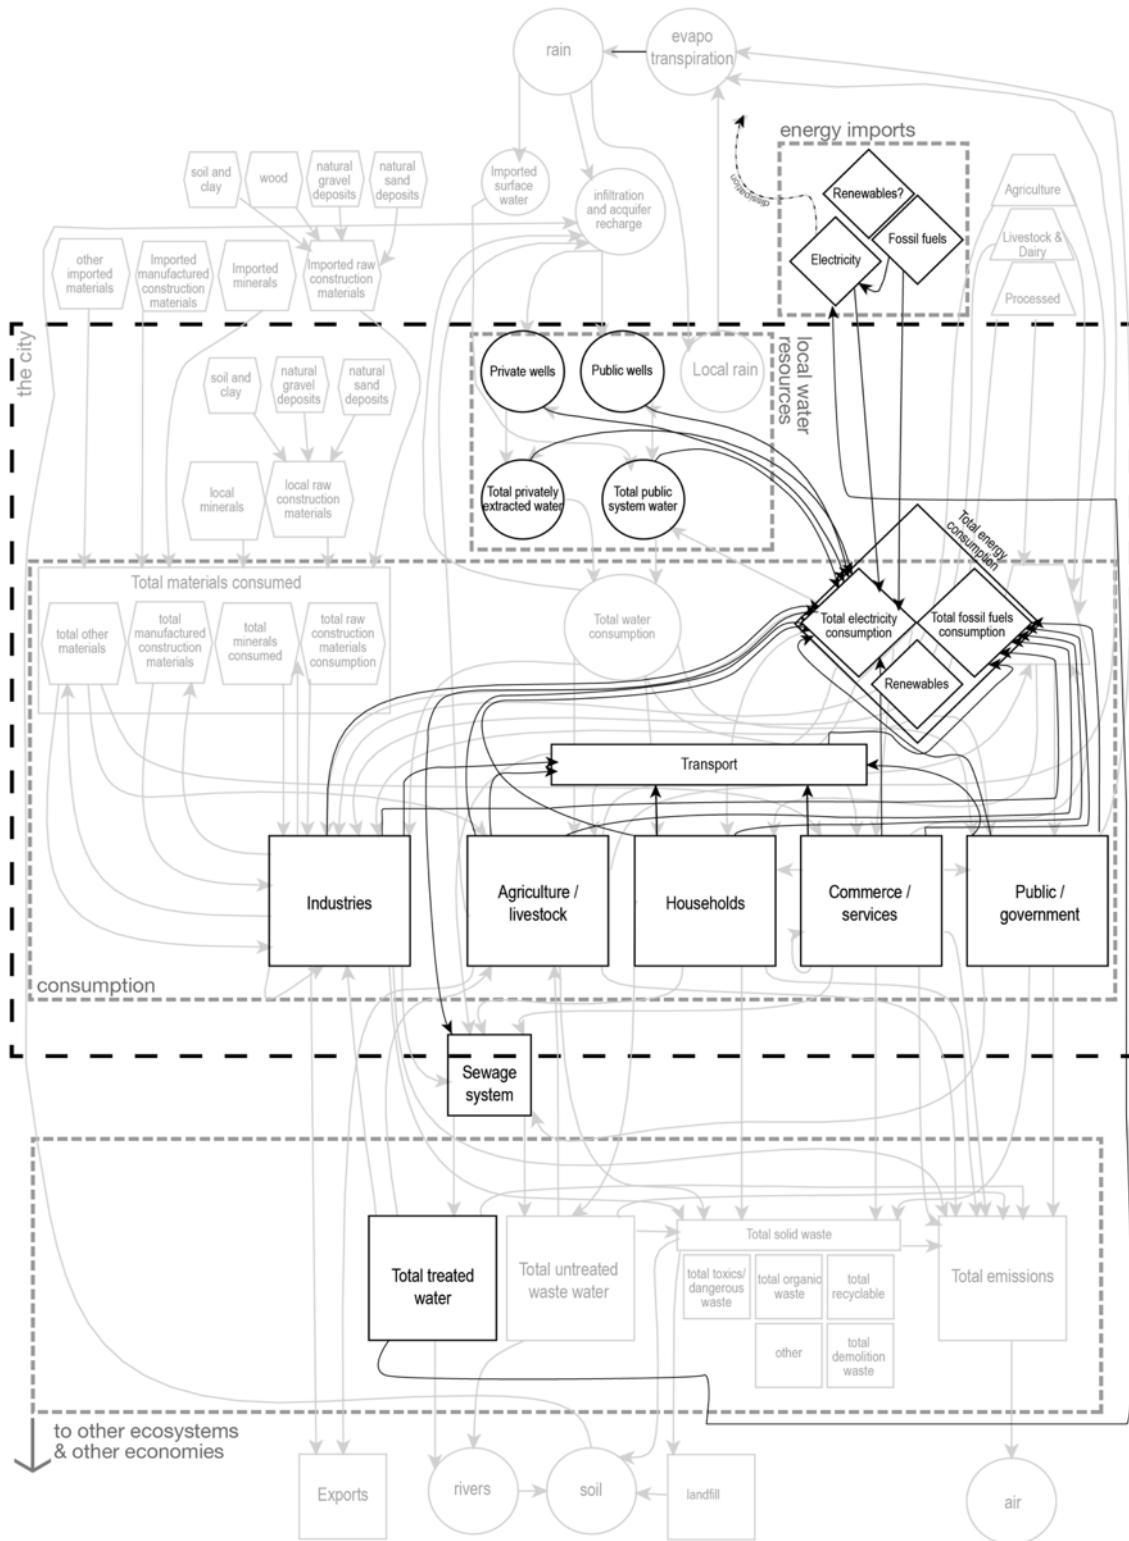 rain
evapo
transpiration
energy imports
soil and
clay
wood
natural
gravel
deposits
natural
sand
deposits
Imported
surface
water
infiltration
and acquifer
recharge
dissipation
Renewables?
Fossil fuels
Electricity
Agriculture
Livestock &
Dairy
Processed
other
imported
materials
Imported
manufactured
construction
materials
Imported
minerals
Imported raw
construction
materials
the city
soil and
clay
natural
gravel
deposits
natural
sand
deposits
Private wells
Public wells
Local rain
local water
resources
local
minerals
local raw
construction
materials
Total privately
extracted water
Total public
system water
Total energy
consumption
Total materials consumed
total other
materials
total
manufactured
construction
materials
total
minerals
consumed
total raw
construction
materials
consumption
Total water
consumption
Total electricity
consumption
Total fossil fuels
consumption
Renewables
Transport
Industries
Agriculture /
livestock
Households
Commerce /
services
Public /
government
consumption
Sewage
system
Total treated
water
Total untreated
waste water
Total solid waste
total toxics/
dangerous
waste
total organic
waste
total
recyclable
other
total
demolition
waste
Total emissions
to other ecosystems
& other economies
Exports
rivers
soil
landfill
air